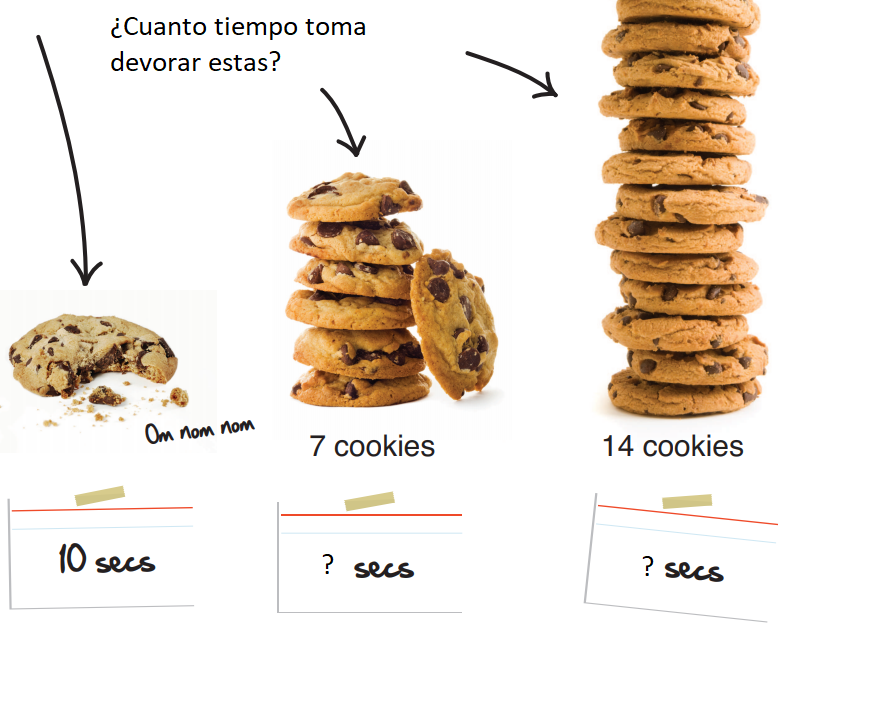 ¿Cuanto tiempo toma
devorar estas?
Om nom nom
7 cookies
14 cookies
10 secs
? secs
? secs